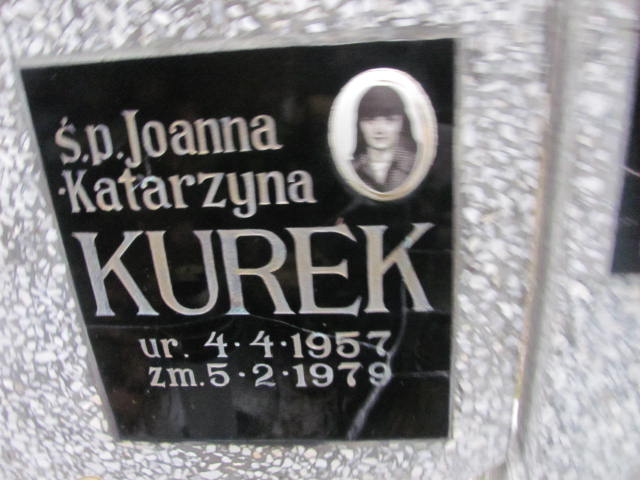 ś.p. Joanna
Katarzyna
KUREK
ur. 4·4·1957
zm. 5·2·1979